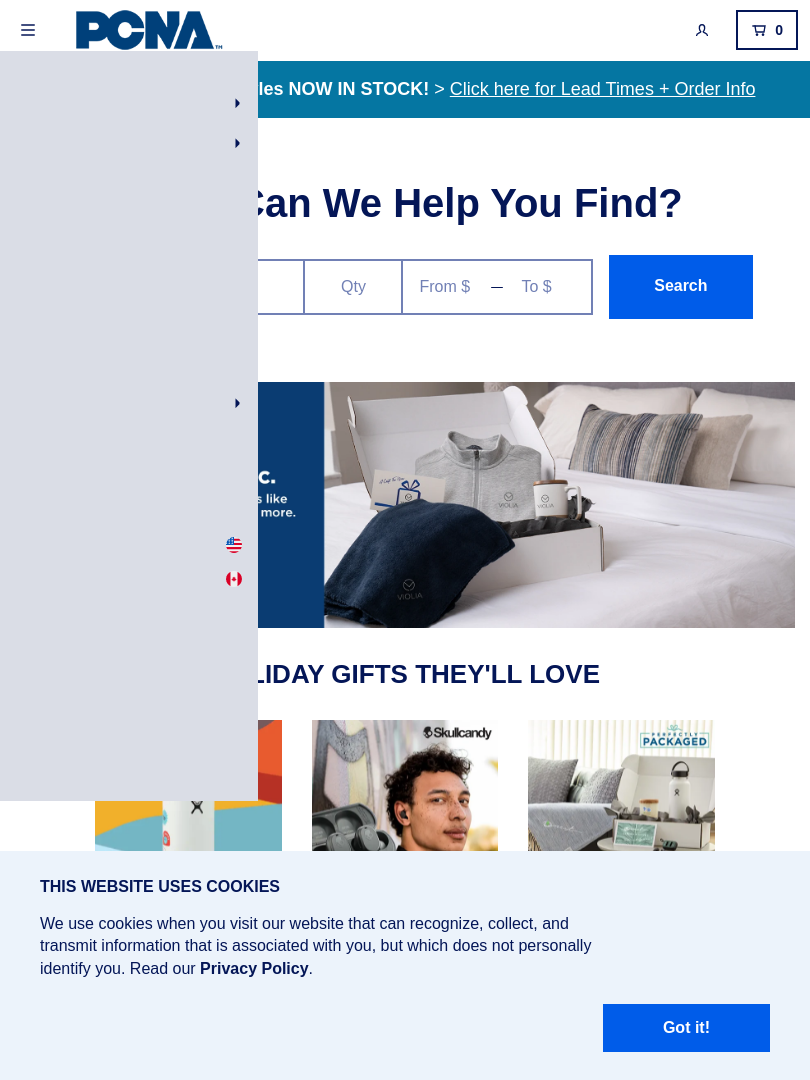 PCNA
TM
0
les NOW IN STOCK! > Click here for Lead Times + Order Info
Can We Help You Find?
Qty
From $
—
To $
Search
c.
s like
more.
VIOLIA
VIOLIA
VIOLIA
LIDAY GIFTS THEY'LL LOVE
Skullcandy
PERFECTLY
PACKAGED
THIS WEBSITE USES COOKIES
We use cookies when you visit our website that can recognize, collect, and
transmit information that is associated with you, but which does not personally
identify you. Read our Privacy Policy.
Got it!